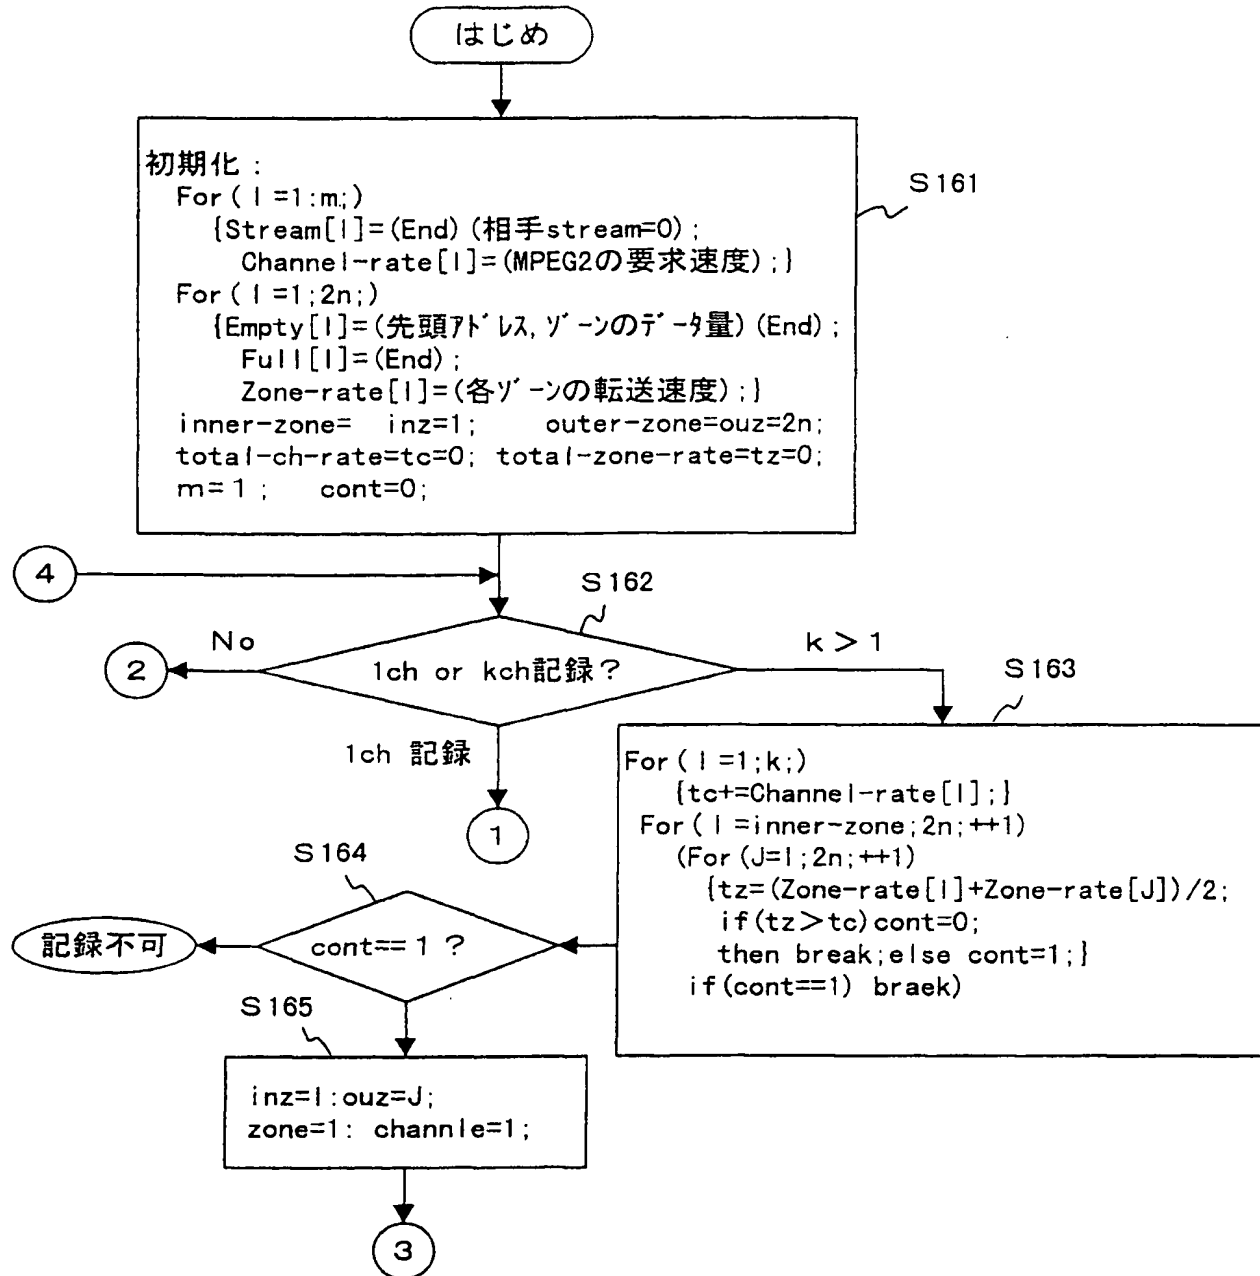 はじめ
初期化：
For(I=1:m;)
{Stream[I]=(End)(相手stream=0);
Channel-rate[I]=(MPEG2の要求速度);}
For(I=1;2n;)
{Empty[I]=(先頭ｱﾄﾞﾚｽ,ｿﾞｰﾝのﾃﾞｰﾀ量)(End);
Full[I]=(End);
Zone-rate[I]=(各ｿﾞｰﾝの転送速度);}
inner-zone= inz=1; outer-zone=ouz=2n;
total-ch-rate=tc=0; total-zone-rate=tz=0;
m=1; cont=0;
S161
4
S162
No
1ch or kch記録？
k>1
2
1ch 記録
1
S163
For(I=1;k;)
{tc+=Channel-rate[I];}
For(I=inner-zone;2n;++1)
(For(J=I;2n;++1)
{tz=(Zone-rate[I]+Zone-rate[J])/2;
if(tz>tc)cont=0;
then break;else cont=1;}
if(cont==1) braek)
S164
記録不可
cont==1？
S165
inz=I:ouz=J;
zone=1: channle=1;
3